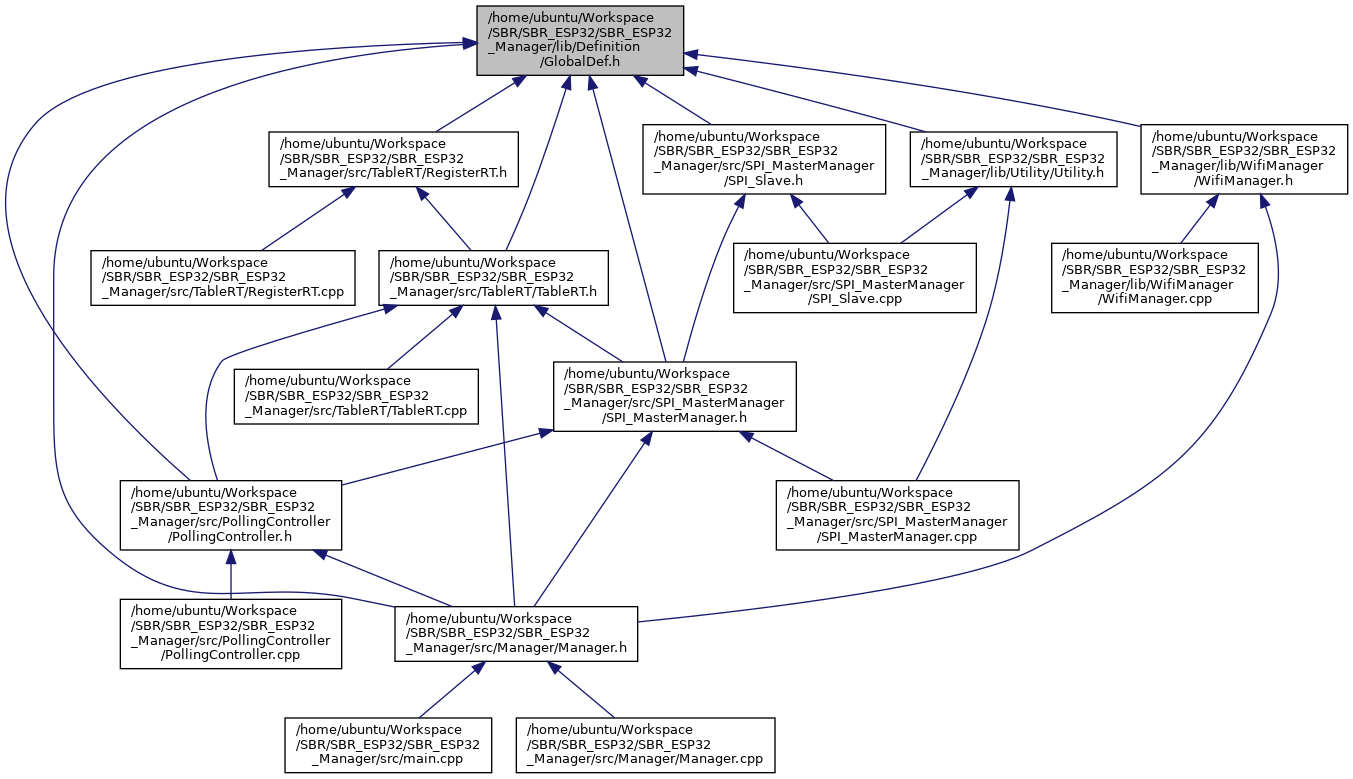 /home/ubuntu/Workspace
/SBR/SBR_ESP32/SBR_ESP32
_Manager/lib/Definition
/GlobalDef.h
/home/ubuntu/Workspace
/SBR/SBR_ESP32/SBR_ESP32
_Manager/src/TableRT/RegisterRT.h
/home/ubuntu/Workspace
/SBR/SBR_ESP32/SBR_ESP32
_Manager/src/SPI_MasterManager
/SPI_Slave.h
/home/ubuntu/Workspace
/SBR/SBR_ESP32/SBR_ESP32
_Manager/lib/Utility/Utility.h
/home/ubuntu/Workspace
/SBR/SBR_ESP32/SBR_ESP32
_Manager/lib/WifiManager
/WifiManager.h
/home/ubuntu/Workspace
/SBR/SBR_ESP32/SBR_ESP32
_Manager/src/TableRT/RegisterRT.cpp
/home/ubuntu/Workspace
/SBR/SBR_ESP32/SBR_ESP32
_Manager/src/TableRT/TableRT.h
/home/ubuntu/Workspace
/SBR/SBR_ESP32/SBR_ESP32
_Manager/src/SPI_MasterManager
/SPI_Slave.cpp
/home/ubuntu/Workspace
/SBR/SBR_ESP32/SBR_ESP32
_Manager/lib/WifiManager
/WifiManager.cpp
/home/ubuntu/Workspace
/SBR/SBR_ESP32/SBR_ESP32
_Manager/src/TableRT/TableRT.cpp
/home/ubuntu/Workspace
/SBR/SBR_ESP32/SBR_ESP32
_Manager/src/SPI_MasterManager
/SPI_MasterManager.h
/home/ubuntu/Workspace
/SBR/SBR_ESP32/SBR_ESP32
_Manager/src/PollingController
/PollingController.h
/home/ubuntu/Workspace
/SBR/SBR_ESP32/SBR_ESP32
_Manager/src/SPI_MasterManager
/SPI_MasterManager.cpp
/home/ubuntu/Workspace
/SBR/SBR_ESP32/SBR_ESP32
_Manager/src/PollingController
/PollingController.cpp
/home/ubuntu/Workspace
/SBR/SBR_ESP32/SBR_ESP32
_Manager/src/Manager/Manager.h
/home/ubuntu/Workspace
/SBR/SBR_ESP32/SBR_ESP32
_Manager/src/main.cpp
/home/ubuntu/Workspace
/SBR/SBR_ESP32/SBR_ESP32
_Manager/src/Manager/Manager.cpp